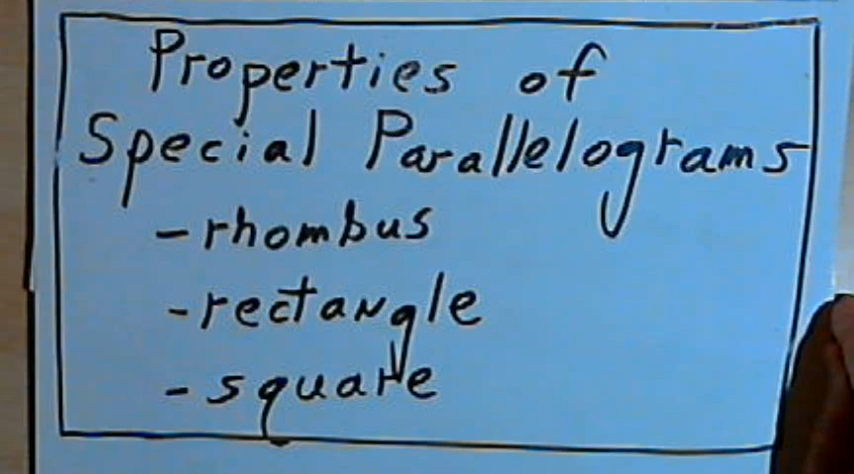 Properties of
Special Parallelograms
- rhombus
- rectangle
- square